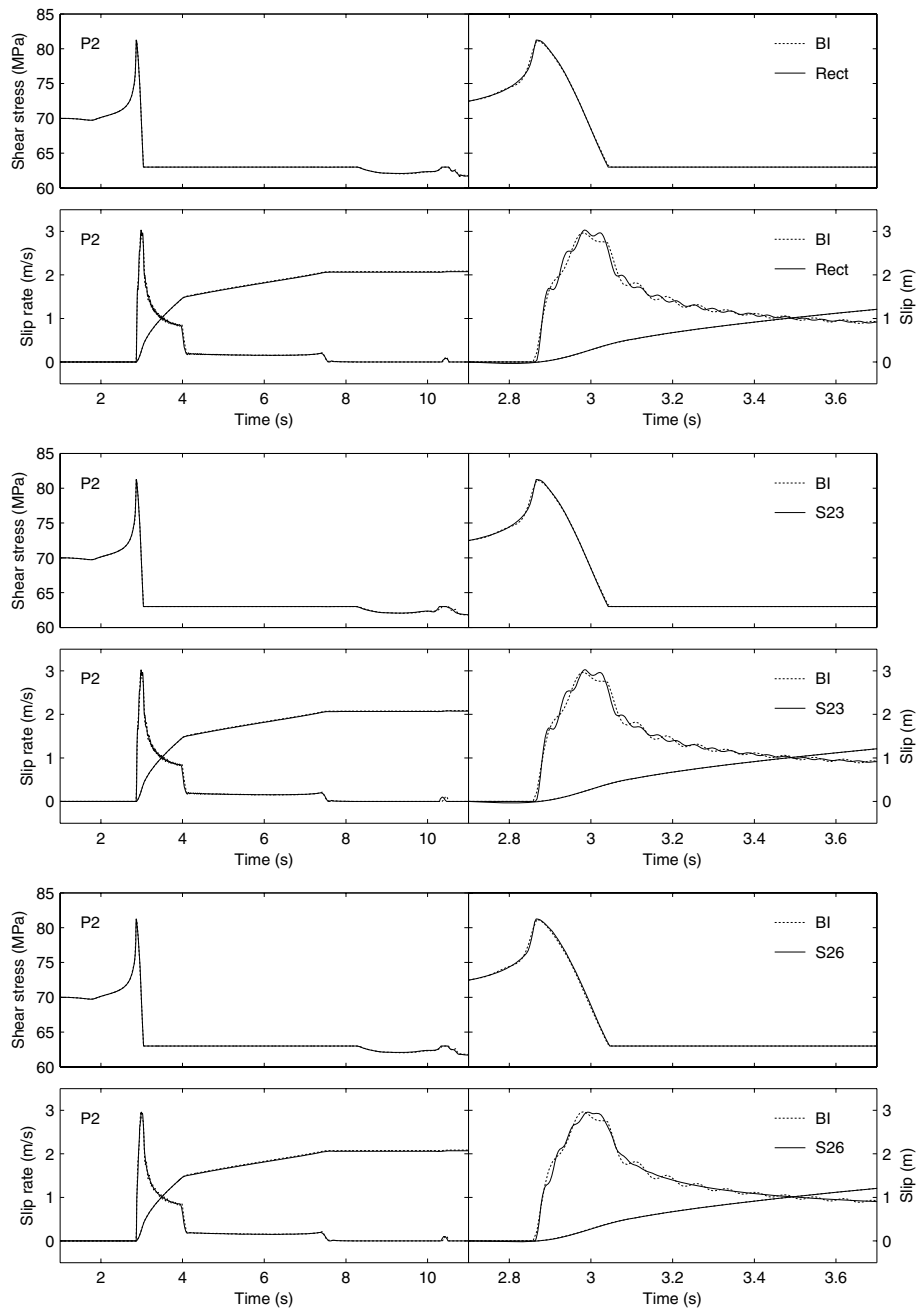 85
80
75
70
65
60
Shear stress (MPa)
P2
BI
Rect
3
2
1
0
Slip rate (m/s)
P2
BI
Rect
3
2
1
0
Slip (m)
2 4 6 8 10
Time (s)
2.8 3 3.2 3.4 3.6
Time (s)
85
80
75
70
65
60
Shear stress (MPa)
P2
BI
S23
3
2
1
0
Slip rate (m/s)
P2
BI
S23
3
2
1
0
Slip (m)
2 4 6 8 10
Time (s)
2.8 3 3.2 3.4 3.6
Time (s)
85
80
75
70
65
60
Shear stress (MPa)
P2
BI
S26
3
2
1
0
Slip rate (m/s)
P2
BI
S26
3
2
1
0
Slip (m)
2 4 6 8 10
Time (s)
2.8 3 3.2 3.4 3.6
Time (s)